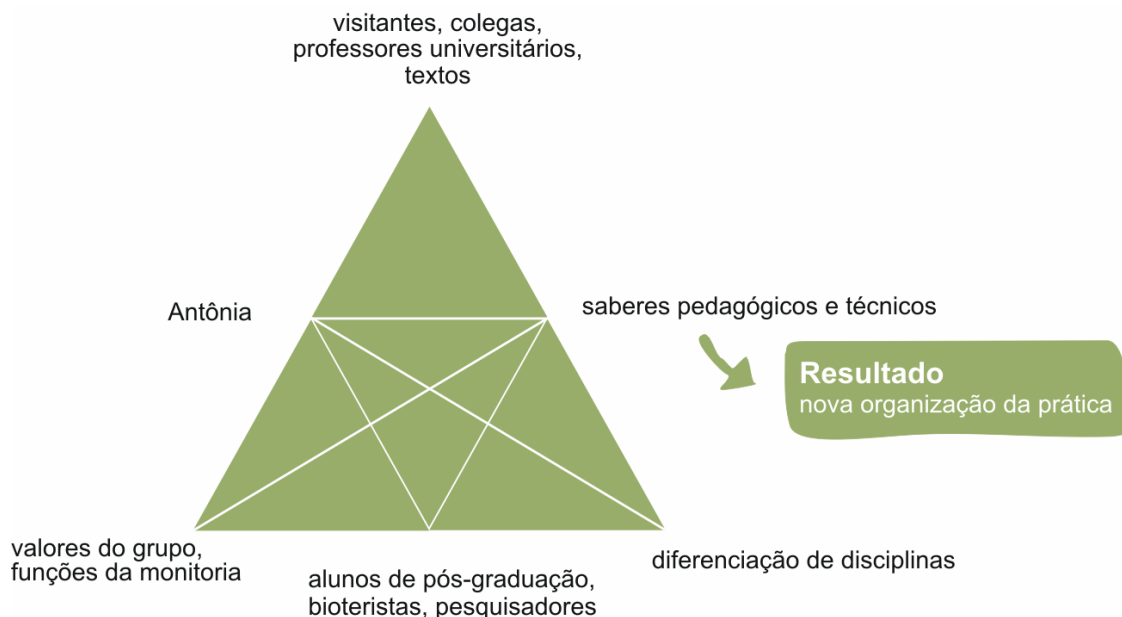 visitantes, colegas,
professores universitários,
textos
Antônia
saberes pedagógicos e técnicos
Resultado
nova organização da prática
valores do grupo,
funções da monitoria
alunos de pós-graduação,
bioteristas, pesquisadores
diferenciação de disciplinas